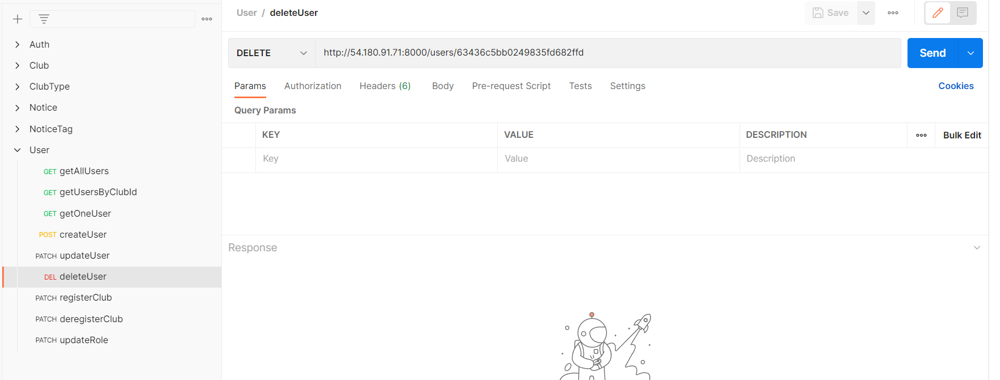 User / deleteUser
Save
DELETE
http://54.180.91.71:8000/users/63436c5bb0249835fd682ffd
Send
Params Authorization Headers (6) Body Pre-request Script Tests Settings Cookies
Query Params
KEY VALUE DESCRIPTION Bulk Edit
Key Value Description
Response
Auth
Club
ClubType
Notice
NoticeTag
User
GET getAllUsers
GET getUsersByClubId
GET getOneUser
POST createUser
PATCH updateUser
DEL deleteUser
PATCH registerClub
PATCH deregisterClub
PATCH updateRole